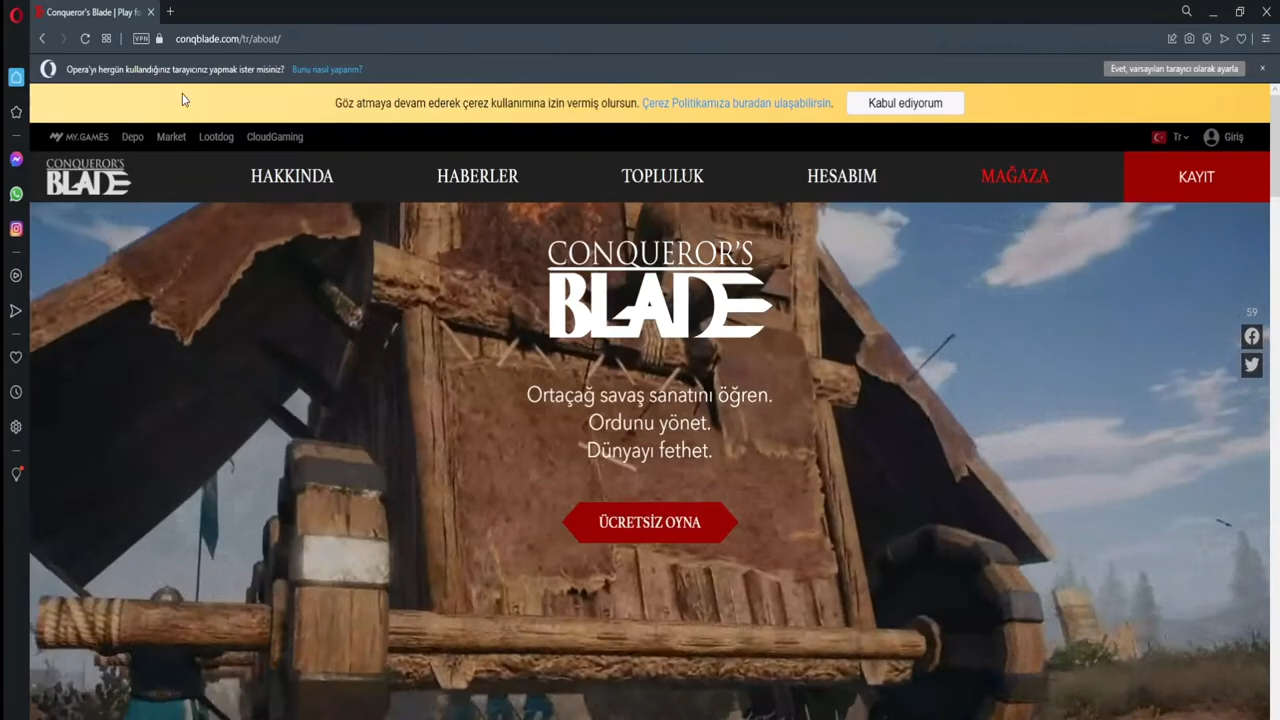 Conqueror's Blade | Play fo
VPN
conqblade.com/tr/about/
Opera'yı hergün kullandığınız tarayıcınız yapmak ister misiniz? Bunu nasıl yaparım? Evet, varsayılan tarayıcı olarak ayarla
Göz atmaya devam ederek çerez kullanımına izin vermiş olursun. Çerez Politikamıza buradan ulaşabilirsin. Kabul ediyorum
MY.GAMES Depo Market Lootdog CloudGaming Tr Giriş
CONQUEROR'S
BLADE
HAKKINDA HABERLER TOPLULUK HESABIM MAĞAZA KAYIT
CONQUEROR'S
BLADE
59
Ortaçağ savaş sanatını öğren.
Ordunu yönet.
Dünyayı fethet.
ÜCRETSİZ OYNA